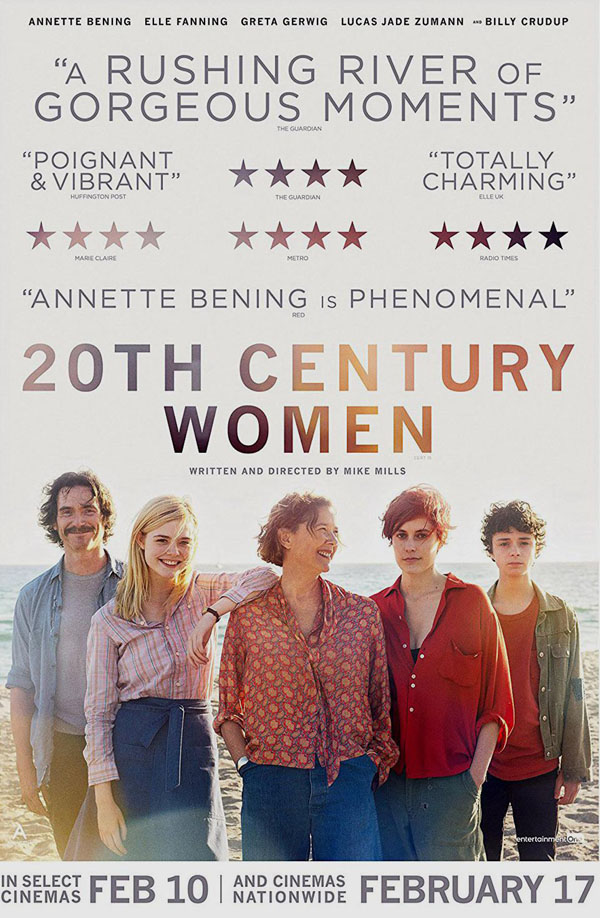 ANNETTE BENING ELLE FANNING GRETA GERWIG LUCAS JADE ZUMANN AND BILLY CRUDUP
“A RUSHING RIVER OF
GORGEOUS MOMENTS”
THE GUARDIAN
“POIGNANT
& VIBRANT”
HUFFINGTON POST
THE GUARDIAN
“TOTALLY
CHARMING”
ELLE UK
MARIE CLAIRE
METRO
RADIO TIMES
“ANNETTE BENING IS PHENOMENAL”
RED
20TH CENTURY
WOMEN
CERT 15
WRITTEN AND DIRECTED BY MIKE MILLS
A
entertainmentOne
IN SELECT
CINEMAS
FEB 10
AND CINEMAS
NATIONWIDE
FEBRUARY 17